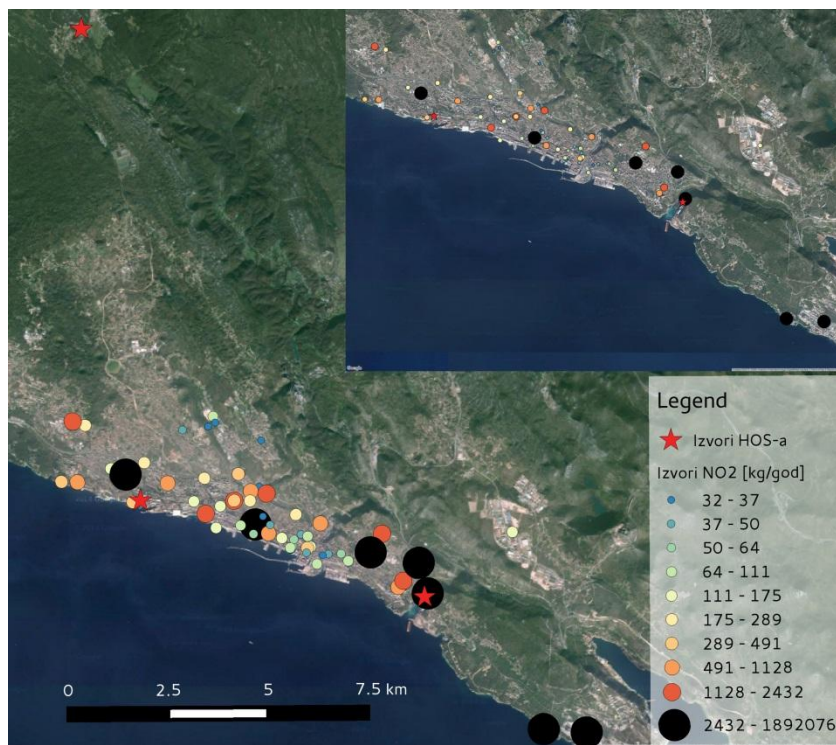 Legend
Izvori HOS-a
Izvori NO2 [kg/god]
32 - 37
37 - 50
50 - 64
64 - 111
111 - 175
175 - 289
289 - 491
491 - 1128
1128 - 2432
2432 - 1892076
0 2.5 5 7.5 km